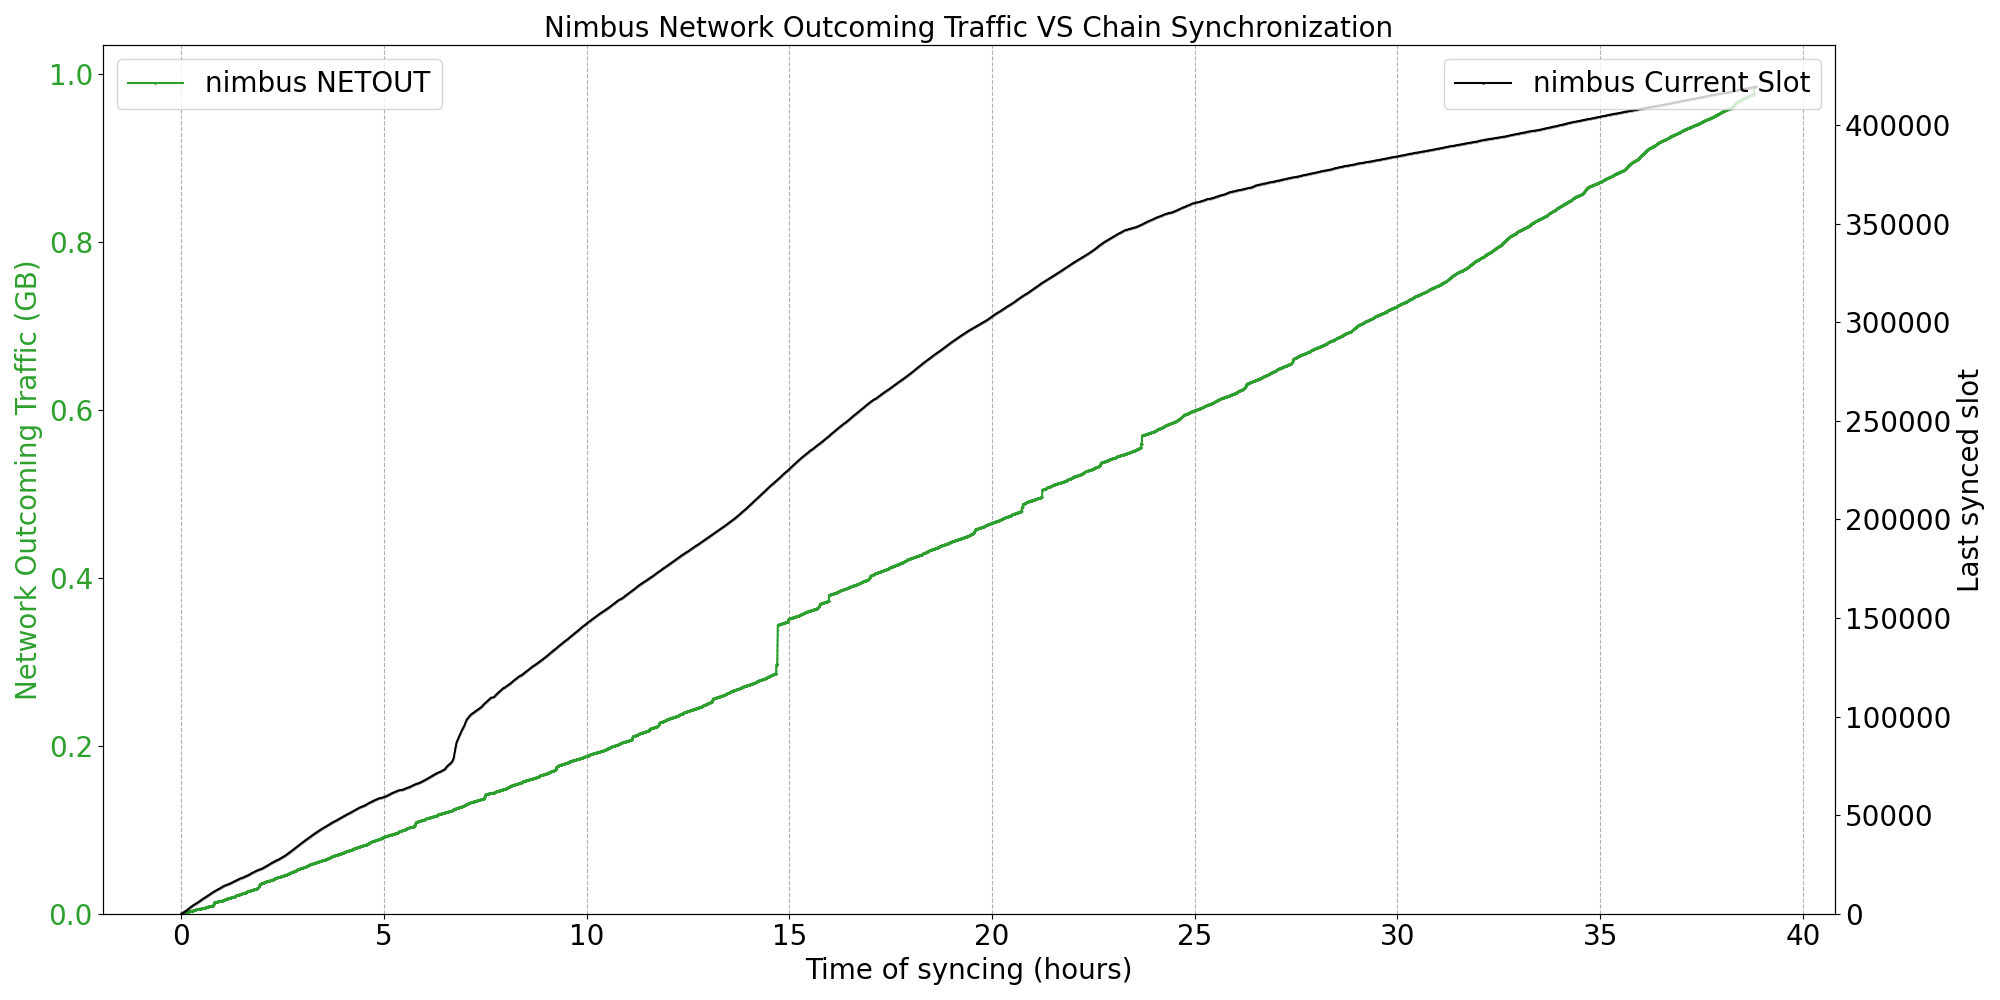 Nimbus Network Outcoming Traffic VS Chain Synchronization
nimbus NETOUT
nimbus Current Slot
Network Outcoming Traffic (GB)
1.0
0.8
0.6
0.4
0.2
0.0
400000
350000
300000
250000
200000
150000
100000
50000
0
Last synced slot
0 5 10 15 20 25 30 35 40
Time of syncing (hours)